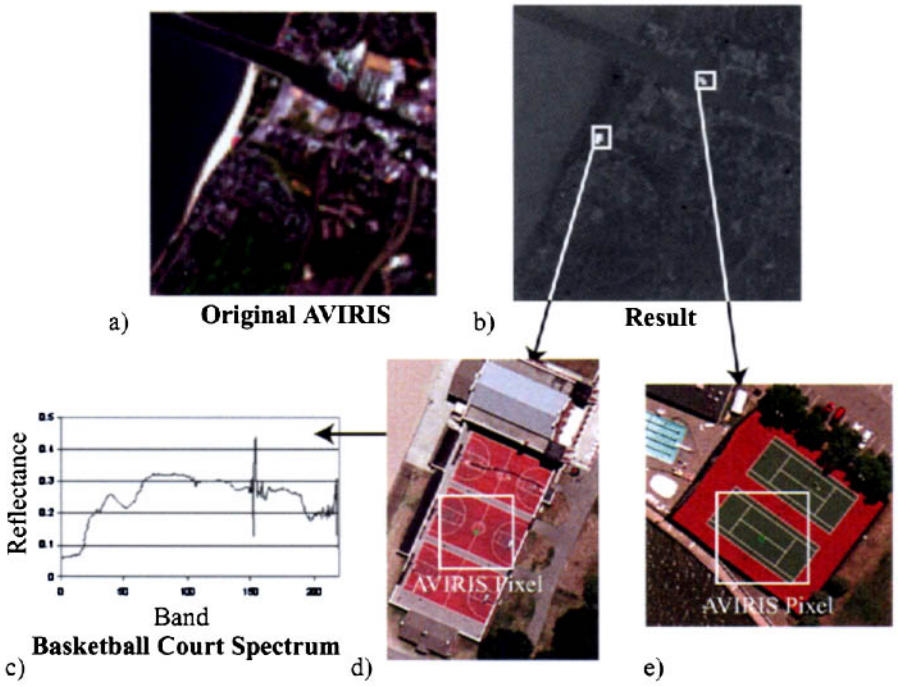 a)
Original AVIRIS
b)
Result
Reflectance
0.5
0.4
0.3
0.2
0.1
0
0
50
100
150
200
Band
Basketball Court Spectrum
c)
AVIRIS Pixel
d)
AVIRIS Pixel
e)